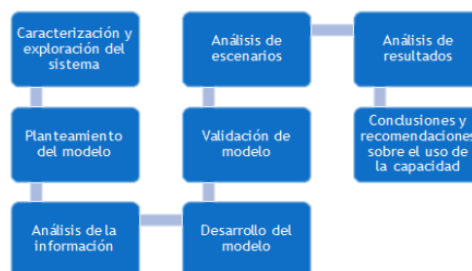 Caracterización y
exploración del
sistema
Planteamiento
del modelo
Análisis de la
información
Desarrollo del
modelo
Validación de
modelo
Análisis de
escenarios
Análisis de
resultados
Conclusiones y
recomendaciones
sobre el uso de
la capacidad